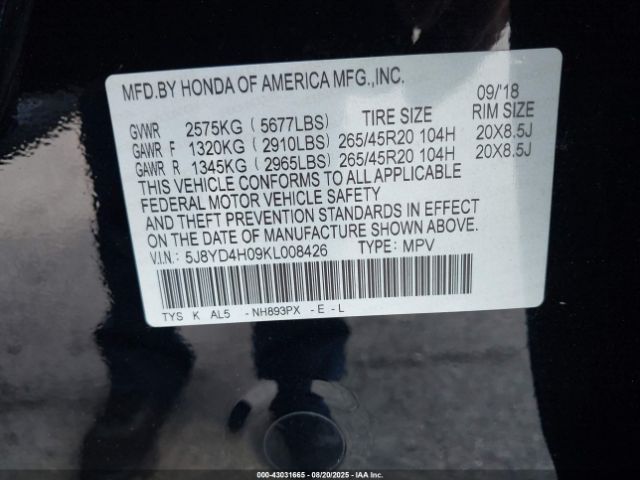 MFD.BY HONDA OF AMERICA MFG.,INC. 09/'18
GVWR 2575KG ( 5677LBS) TIRE SIZE RIM SIZE
GAWR F 1320KG ( 2910LBS) 265/45R20 104H 20X8.5J
GAWR R 1345KG ( 2965LBS) 265/45R20 104H 20X8.5J
THIS VEHICLE CONFORMS TO ALL APPLICABLE
FEDERAL MOTOR VEHICLE SAFETY
AND THEFT PREVENTION STANDARDS IN EFFECT
ON THE DATE OF MANUFACTURE SHOWN ABOVE.
V.I.N.: 5J8YD4H09KL008426 TYPE: MPV
TYS K AL5 -NH893PX -E -L
000-43031665 - 08/20/2025 - IAA Inc.